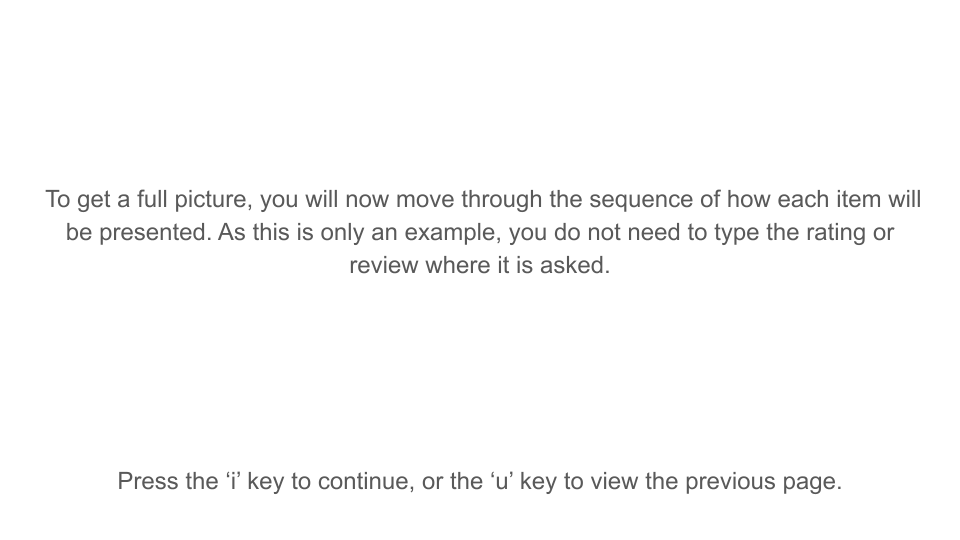 To get a full picture, you will now move through the sequence of how each item will
be presented. As this is only an example, you do not need to type the rating or
review where it is asked.
Press the ‘i’ key to continue, or the ‘u’ key to view the previous page.